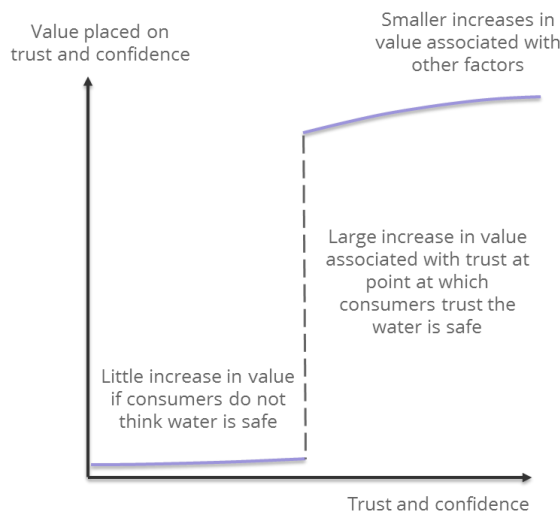 Value placed on
trust and confidence
Smaller increases in
value associated with
other factors
Large increase in value
associated with trust at
point at which
consumers trust the
water is safe
Little increase in value
if consumers do not
think water is safe
Trust and confidence